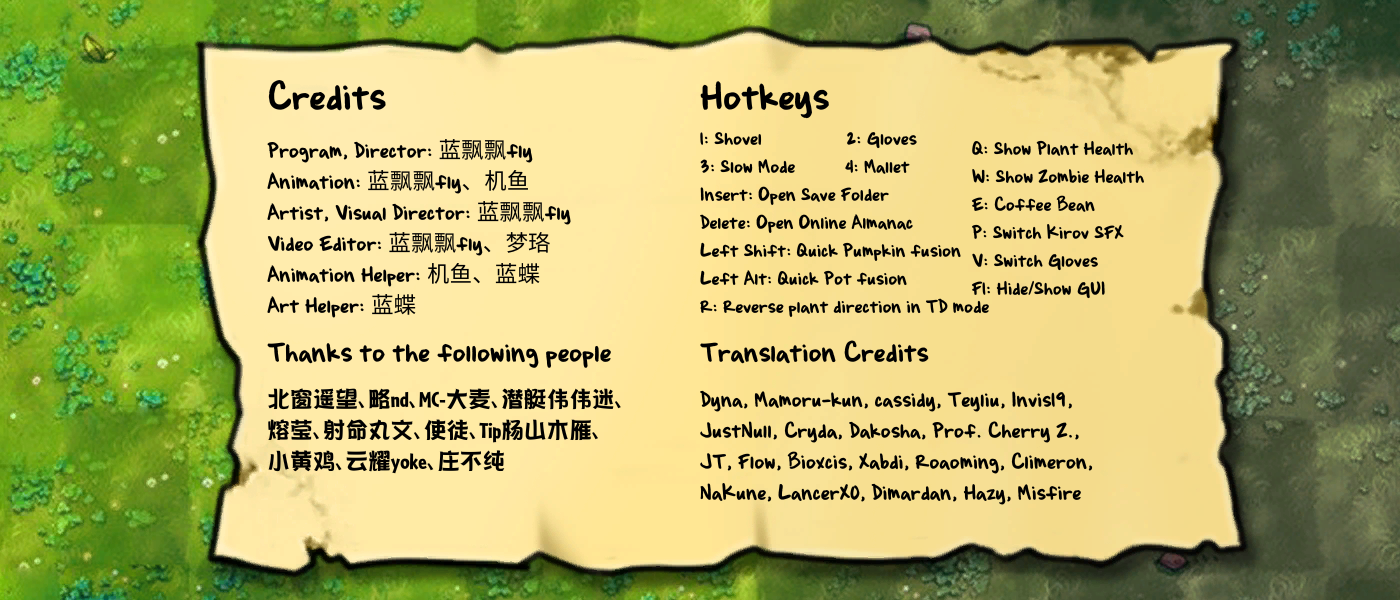 Credits
Program, Director: 蓝飘飘fly
Animation: 蓝飘飘fly、机鱼
Artist, Visual Director: 蓝飘飘fly
Video Editor: 蓝飘飘fly、梦珞
Animation Helper: 机鱼、蓝蝶
Art Helper: 蓝蝶
Thanks to the following people
北窗遥望、略nd、MC-大麦、潜艇伟伟迷、
熔莹、射命丸文、使徒、Tip杨山木雁、
小黄鸡、云耀yoke、庄不纯
Hotkeys
1: Shovel
2: Gloves
3: Slow Mode
4: Mallet
Insert: Open Save Folder
Delete: Open Online Almanac
Left Shift: Quick Pumpkin fusion
Left Alt: Quick Pot fusion
R: Reverse plant direction in TD mode
Q: Show Plant Health
W: Show Zombie Health
E: Coffee Bean
P: Switch Kirov SFX
V: Switch Gloves
F1: Hide/Show GUI
Translation Credits
Dyna, Mamoru-kun, cassidy, Teyliu, Invis19,
JustNull, Cryda, Dakosha, Prof. Cherry Z.,
JT, Flow, Bioxcis, Xabdi, Roaoming, Climeron,
NaKune, LancerXO, Dimardan, Hazy, Misfire